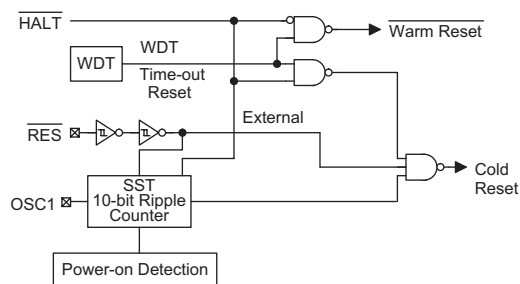 HALT
WDT
Warm Reset
WDT
Time-out
Reset
External
RES
Cold
Reset
OSC1
SST
10-bit Ripple
Counter
Power-on Detection